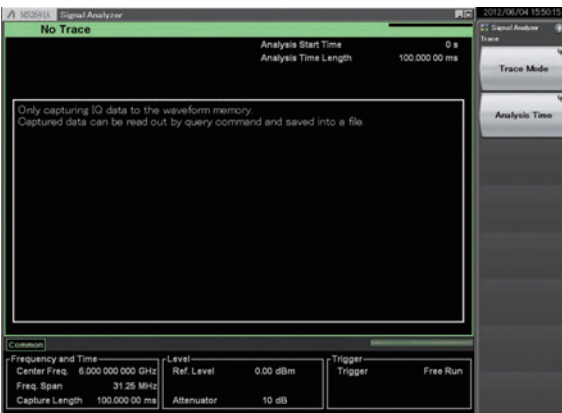 MS2691A Signal Analyzer
2012/06/04 15:50:15
No Trace
Signal Analyzer
Trace
Analysis Start Time 0 s
Analysis Time Length 100.000 00 ms
Trace Mode
Analysis Time
Only capturing IQ data to the waveform memory.
Captured data can be read out by query command and saved into a file.
Common
Frequency and Time
Center Freq. 6.000 000 000 GHz
Freq. Span 31.25 MHz
Capture Length 100.000 00 ms
Level
Ref. Level 0.00 dBm
Attenuator 10 dB
Trigger
Trigger Free Run